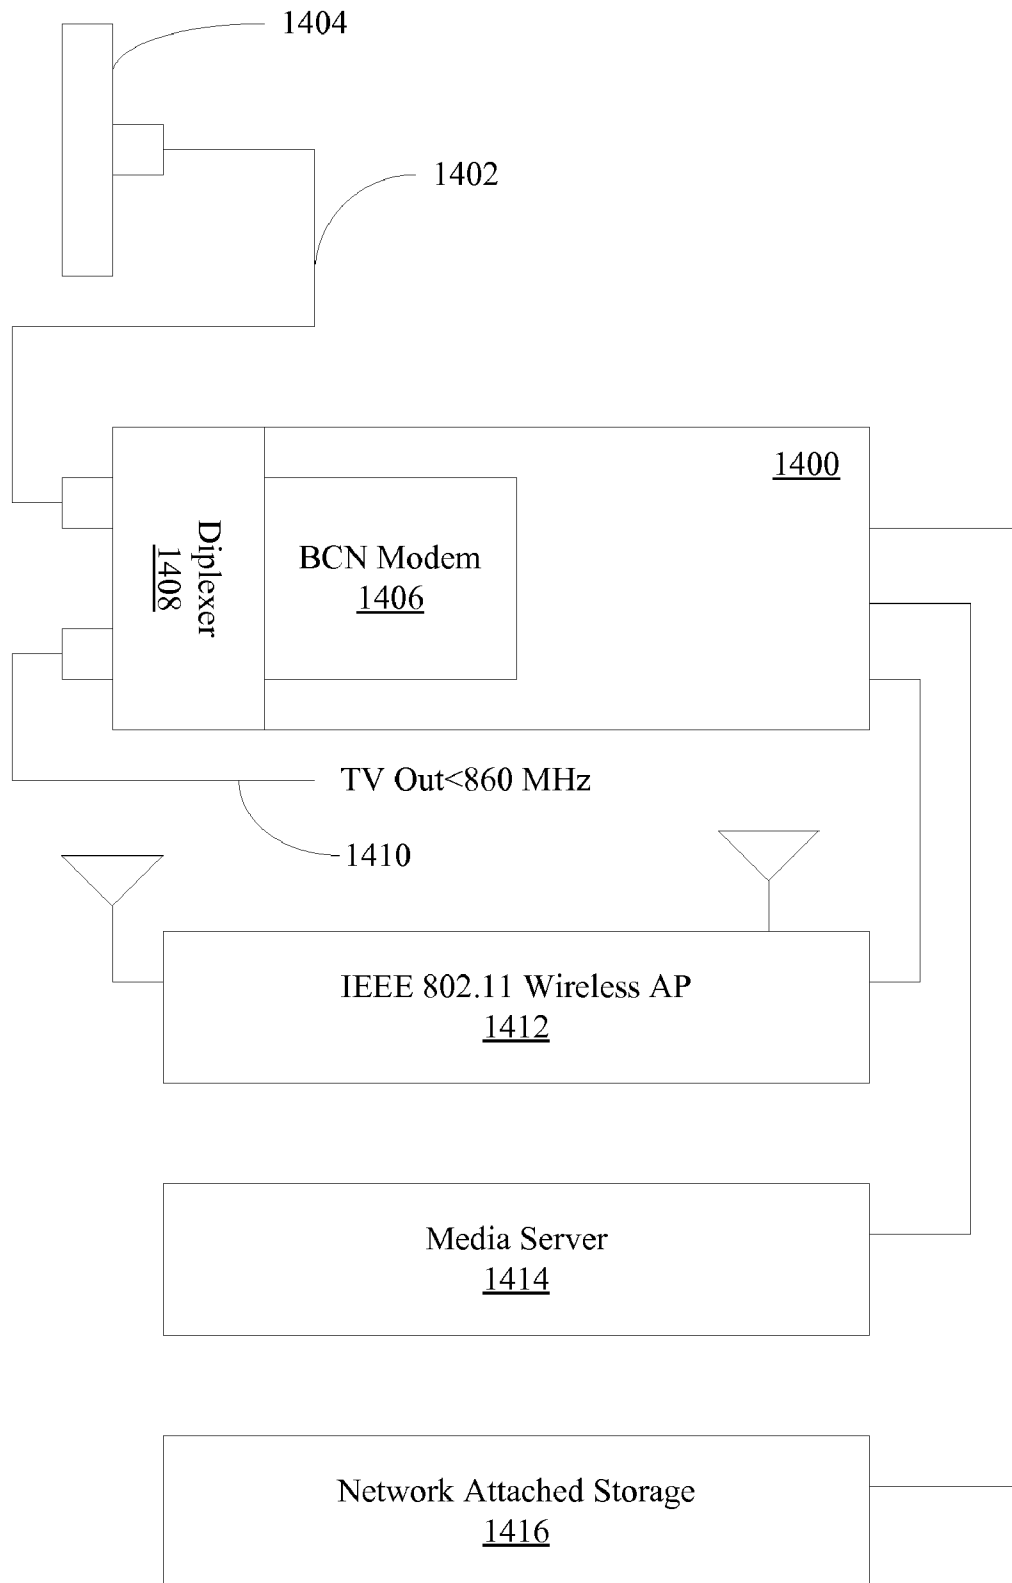 1404
1402
1400
Diplexer
1408
BCN Modem
1406
TV Out<860 MHz
1410
IEEE 802.11 Wireless AP
1412
Media Server
1414
Network Attached Storage
1416